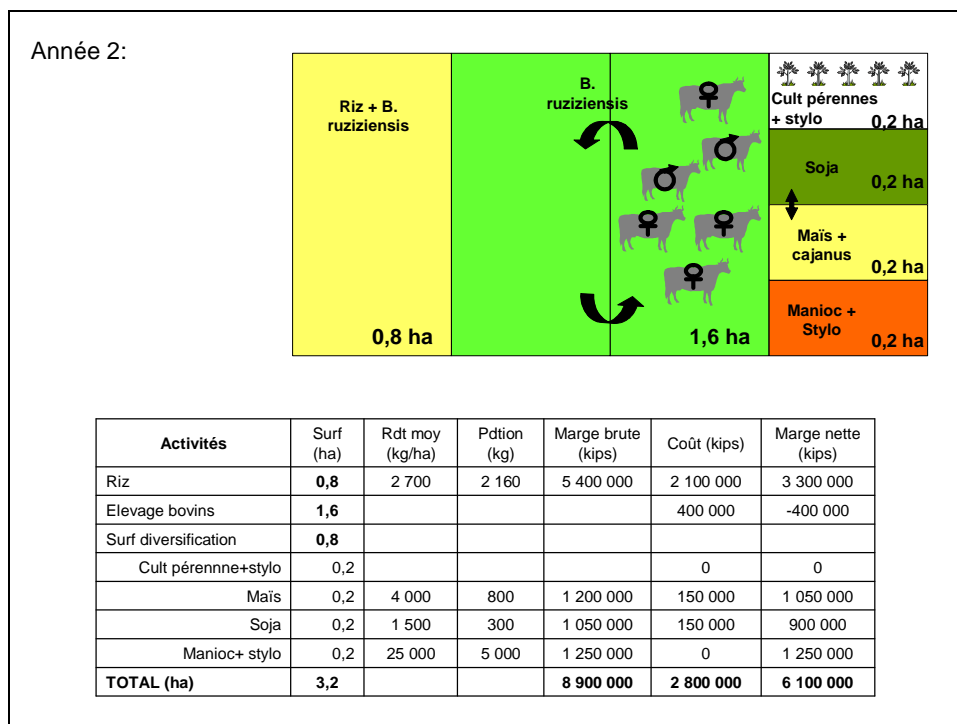 Année 2:
Riz + B.
ruziziensis
B.
ruziziensis
Cult pérennes
+ stylo 0,2 ha
Soja
0,2 ha
Maïs +
cajanus
0,2 ha
Manioc +
Stylo
0,2 ha
0,8 ha 1,6 ha
Activités Surf (ha) Rdt moy (kg/ha) Pdtion (kg) Marge brute (kips) Coût (kips) Marge nette (kips)
Riz 0,8 2 700 2 160 5 400 000 2 100 000 3 300 000
Elevage bovins 1,6 400 000 -400 000
Surf diversification 0,8
Cult pérennne+stylo 0,2 0 0
Maïs 0,2 4 000 800 1 200 000 150 000 1 050 000
Soja 0,2 1 500 300 1 050 000 150 000 900 000
Manioc+ stylo 0,2 25 000 5 000 1 250 000 0 1 250 000
TOTAL (ha) 3,2 8 900 000 2 800 000 6 100 000